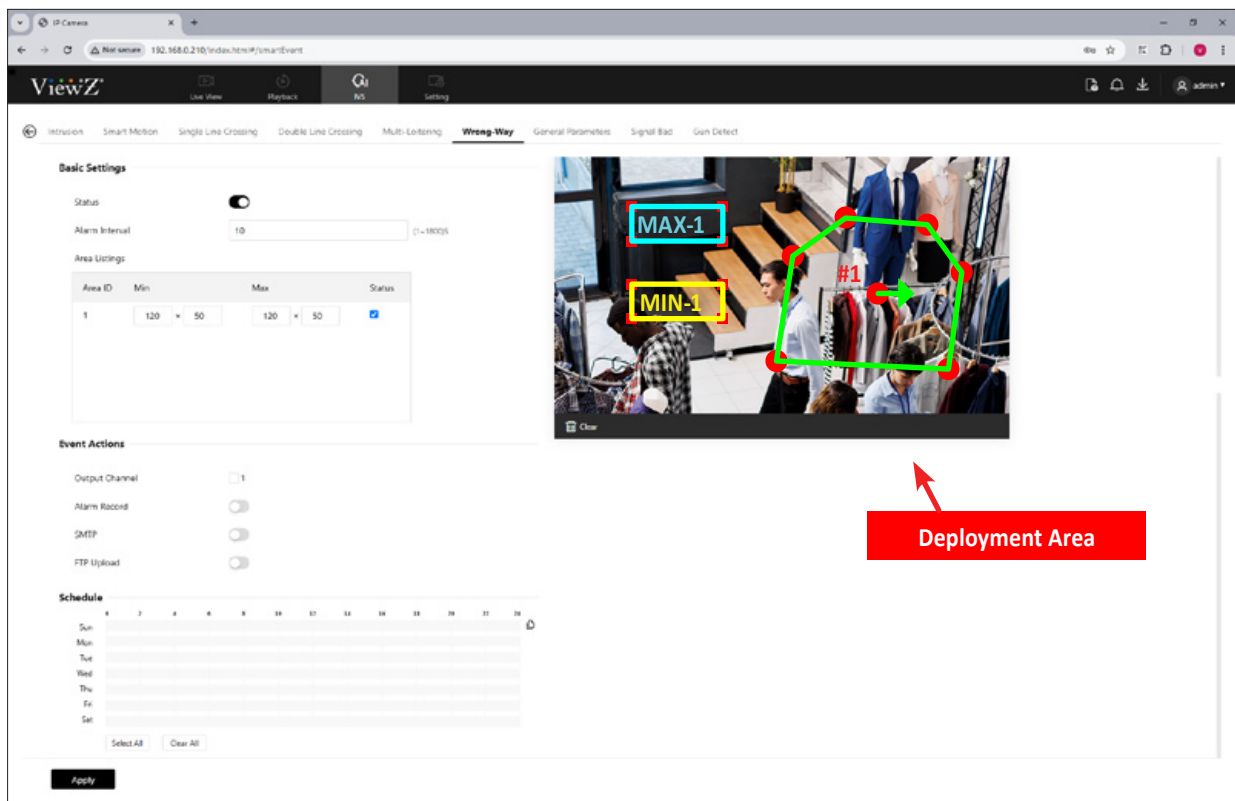 IP Camera
Not secure 192.168.0.210/index.html#/smartEvent
ViewZ
Live View Playback IVS Setting
admin
Intrusion Smart Motion Single Line Crossing Double Line Crossing Multi-Loitering Wrong-Way General Parameters Signal Bad Gun Detect
Basic Settings
Status
Alarm Interval 10 (1~1800)S
Area Listings
Area ID Min Max Status
1 120 × 50 120 × 50
MAX-1
MIN-1
#1
Clear
Deployment Area
Event Actions
Output Channel 1
Alarm Record
SMTP
FTP Upload
Schedule
0 2 4 6 8 10 12 14 16 18 20 22 24
Sun
Mon
Tue
Wed
Thu
Fri
Sat
Select All Clear All
Apply